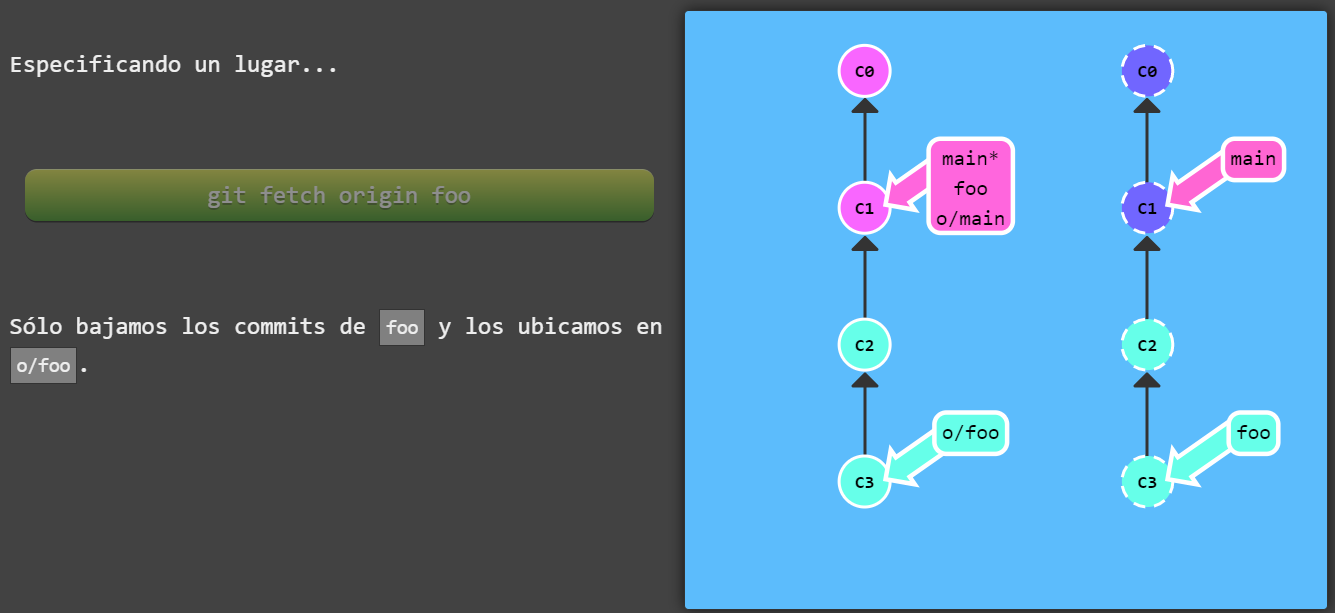 Especificando un lugar...
git fetch origin foo
Sólo bajamos los commits de foo y los ubicamos en
o/foo.
C0
main*
foo
o/main
C1
C2
o/foo
C3
C0
main
C1
C2
foo
C3